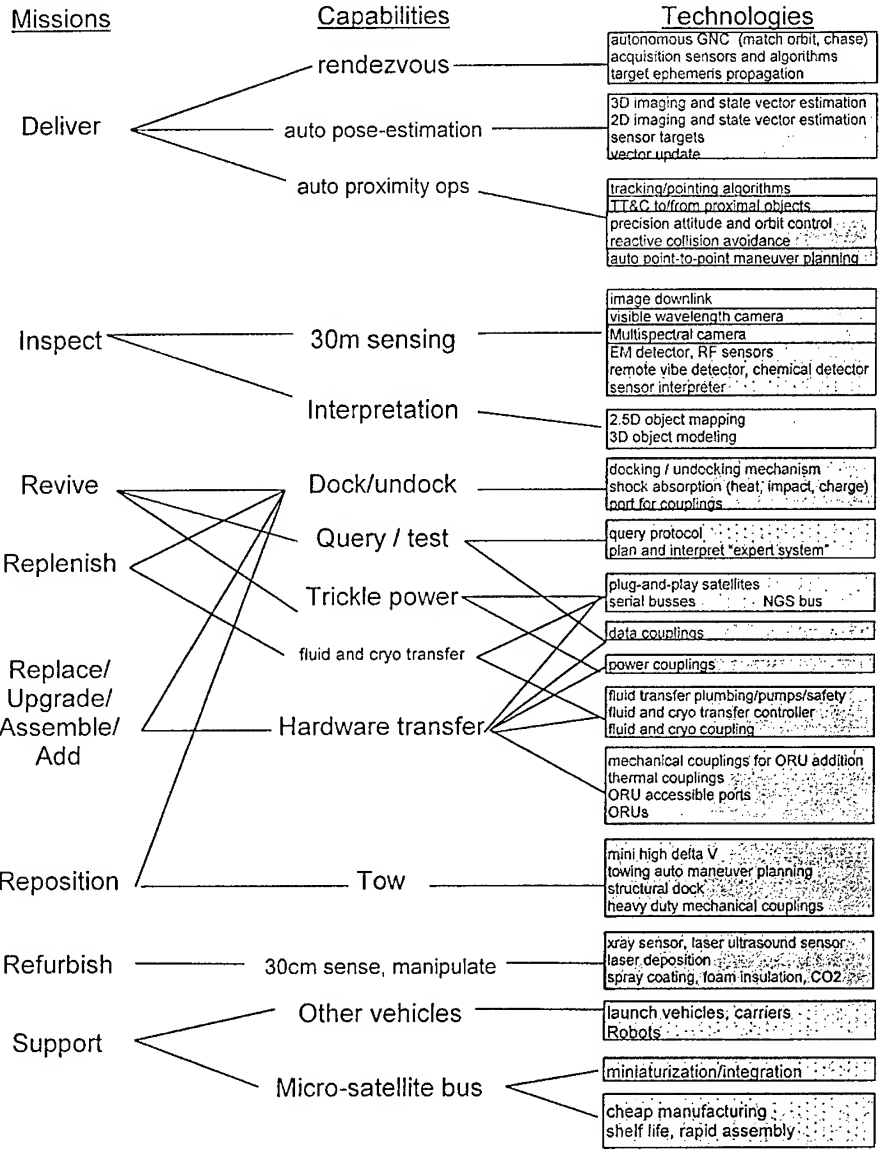 Missions
Capabilities
Technologies
Deliver
rendezvous
autonomous GNC (match orbit, chase)
acquisition sensors and algorithms
target ephemeris propagation
auto pose-estimation
3D imaging and state vector estimation
2D imaging and state vector estimation
sensor targets
vector update
auto proximity ops
tracking/pointing algorithms
TT&C to/from proximal objects
precision attitude and orbit control
reactive collision avoidance
auto point-to-point maneuver planning
Inspect
30m sensing
image downlink
visible wavelength camera
Multispectral camera
EM detector, RF sensors
remote vibe detector, chemical detector
sensor interpreter
Interpretation
2.5D object mapping
3D object modeling
Revive
Dock/undock
docking / undocking mechanism
shock absorption (heat, impact, charge)
port for couplings
Query / test
query protocol
plan and interpret "expert system"
Replenish
Trickle power
plug-and-play satellites
serial busses NGS bus
fluid and cryo transfer
data couplings
power couplings
Replace/
Upgrade/
Assemble/
Add
Hardware transfer
fluid transfer plumbing/pumps/safety
fluid and cryo transfer controller
fluid and cryo coupling
mechanical couplings for ORU addition
thermal couplings
ORU accessible ports
ORUs
Reposition
Tow
mini high delta V
towing auto maneuver planning
structural dock
heavy duty mechanical couplings
Refurbish
30cm sense, manipulate
xray sensor, laser ultrasound sensor
laser deposition
spray coating, foam insulation, CO2
Support
Other vehicles
launch vehicles, carriers
Robots
Micro-satellite bus
miniaturization/integration
cheap manufacturing
shelf life, rapid assembly